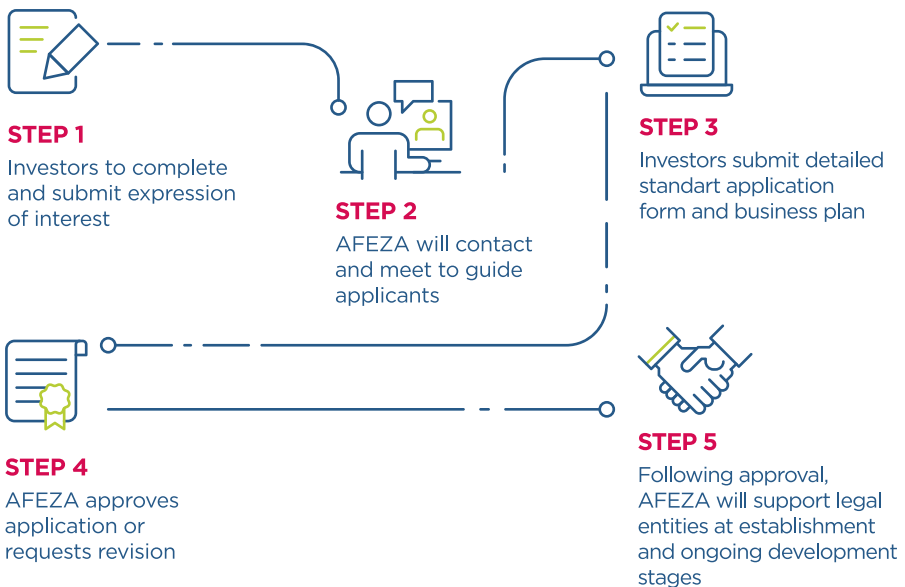 STEP 1
Investors to complete
and submit expression
of interest
STEP 2
AFEZA will contact
and meet to guide
applicants
STEP 3
Investors submit detailed
standart application
form and business plan
STEP 4
AFEZA approves
application or
requests revision
STEP 5
Following approval,
AFEZA will support legal
entities at establishment
and ongoing development
stages